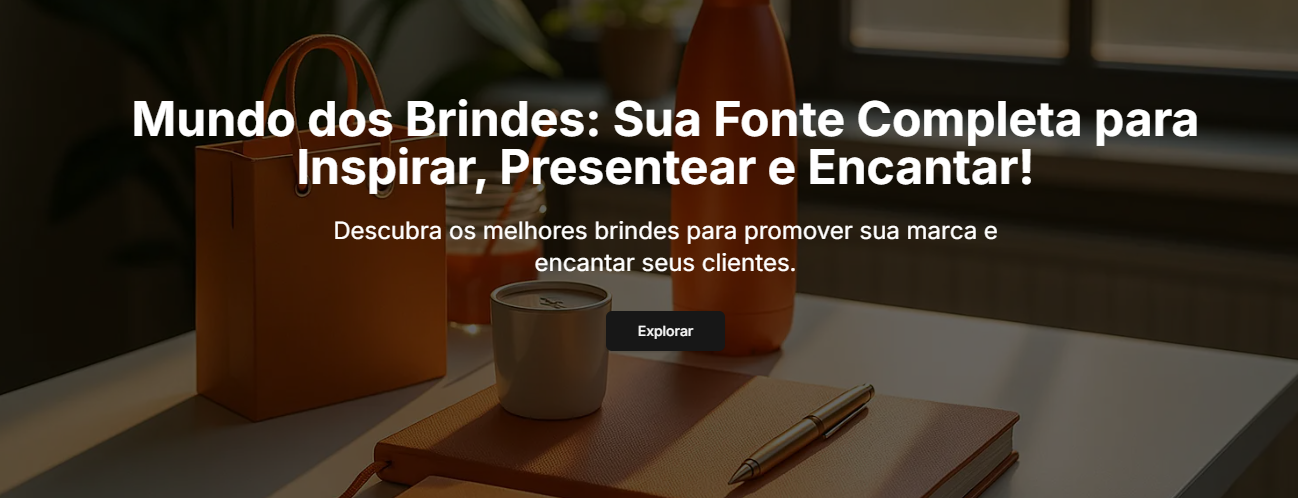 Mundo dos Brindes: Sua Fonte Completa para
Inspirar, Presentear e Encantar!
Descubra os melhores brindes para promover sua marca e
encantar seus clientes.
Explorar